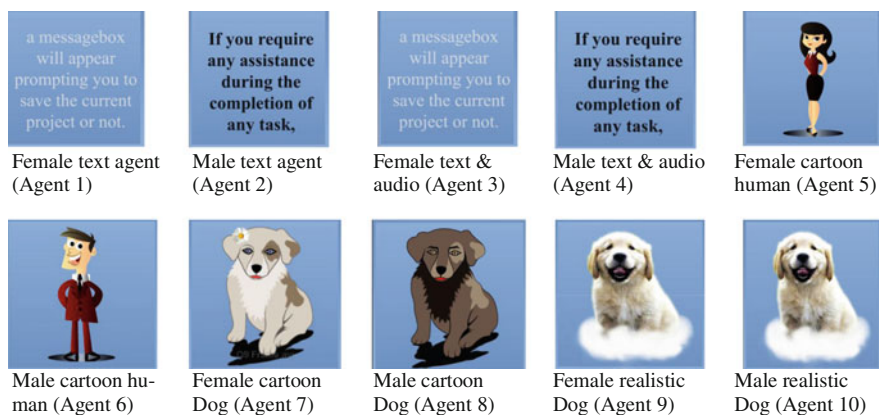 a messagebox
will appear
prompting you to
save the current
project or not.
If you require
any assistance
during the
completion of
any task,
a messagebox
will appear
prompting you to
save the current
project or not.
If you require
any assistance
during the
completion of
any task,
Female text agent
(Agent 1)
Male text agent
(Agent 2)
Female text &
audio (Agent 3)
Male text & audio
(Agent 4)
Female cartoon
human (Agent 5)
Male cartoon hu-
man (Agent 6)
Female cartoon
Dog (Agent 7)
Male cartoon
Dog (Agent 8)
Female realistic
Dog (Agent 9)
Male realistic
Dog (Agent 10)